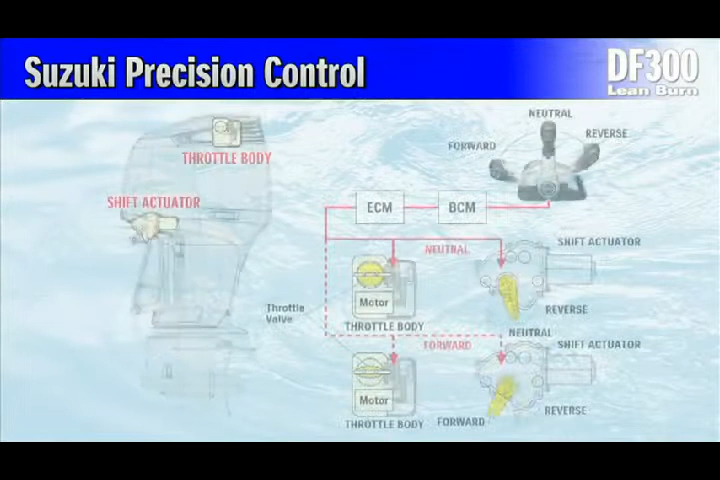 Suzuki Precision Control
DF300
Lean Burn
NEUTRAL
FORWARD
REVERSE
THROTTLE BODY
SHIFT ACTUATOR
ECM
BCM
NEUTRAL
SHIFT ACTUATOR
Motor
REVERSE
Throttle
Valve
THROTTLE BODY
NEUTRAL
FORWARD
SHIFT ACTUATOR
Motor
REVERSE
THROTTLE BODY
FORWARD